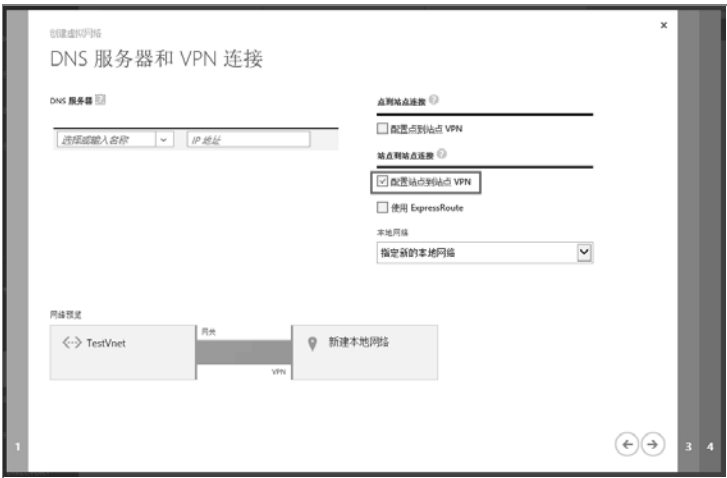 创建虚拟网络
×
DNS 服务器和 VPN 连接
DNS 服务器 ?
选择或输入名称
IP 地址
点到站点连接 ?
配置点到站点 VPN
站点到站点连接 ?
配置站点到站点 VPN
使用 ExpressRoute
本地网络
指定新的本地网络
网络预览
TestVnet
网关
VPN
新建本地网络
1
3
4